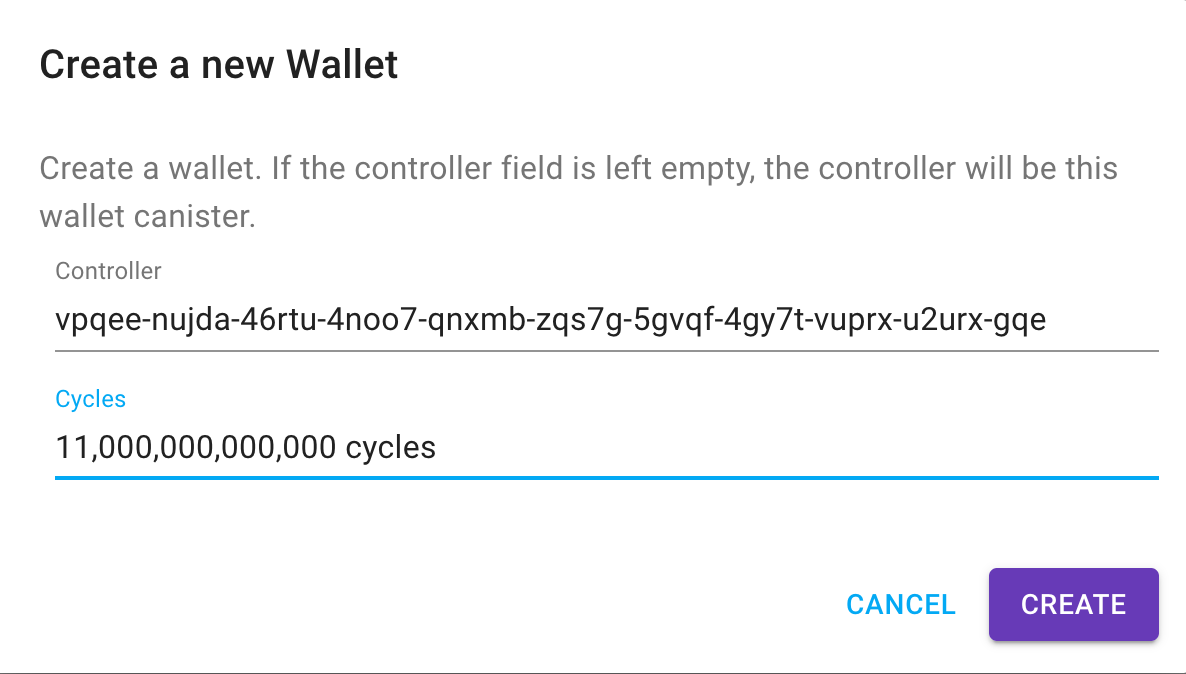 Create a new Wallet
Create a wallet. If the controller field is left empty, the controller will be this
wallet canister.
Controller
vpqee-nujda-46rtu-4noo7-qnxmb-zqs7g-5gvqf-4gy7t-vuprx-u2urx-gqe
Cycles
11,000,000,000,000 cycles
CANCEL
CREATE